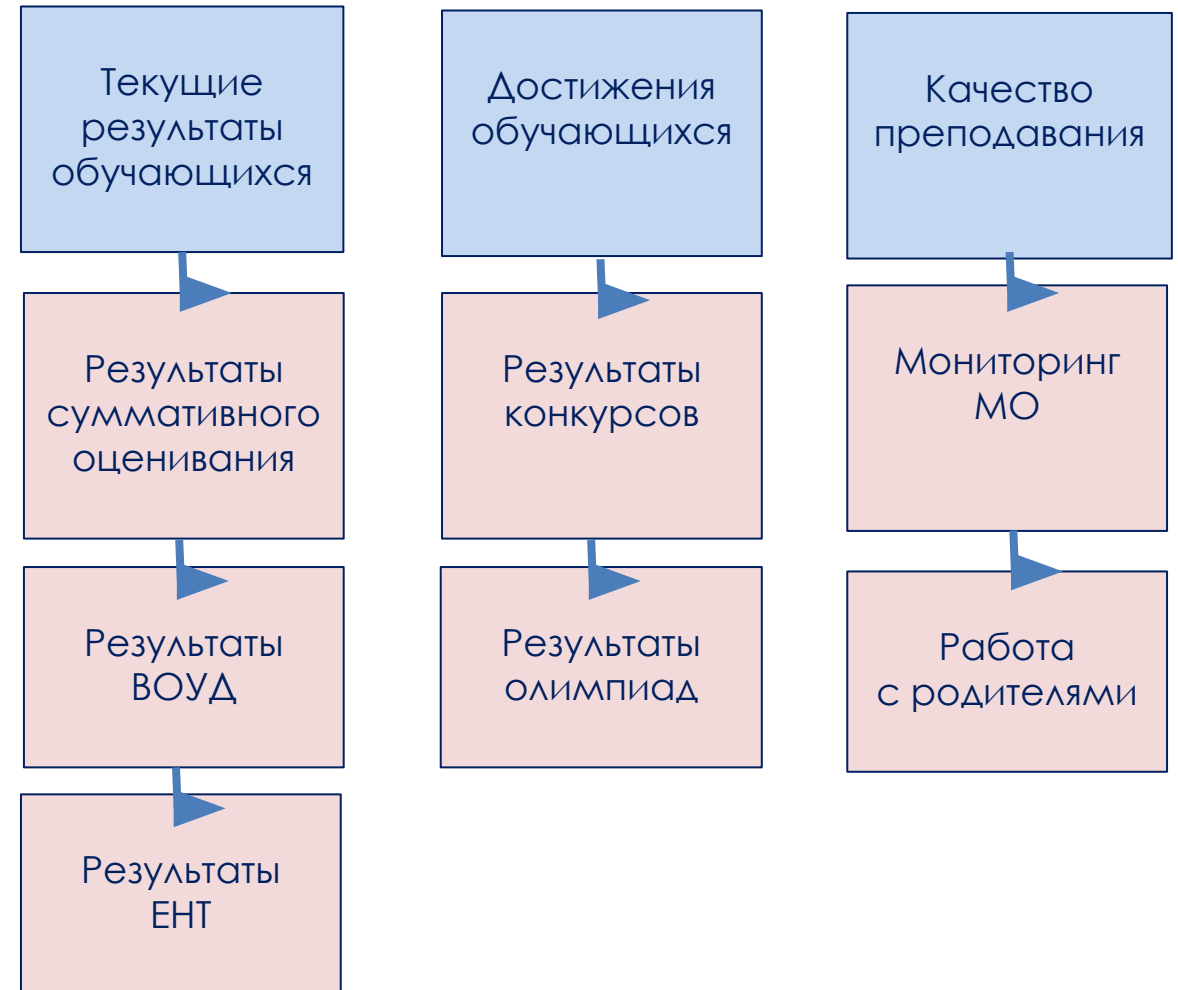 Текущие
результаты
обучающихся
Достижения
обучающихся
Качество
преподавания
Результаты
суммативного
оценивания
Результаты
конкурсов
Мониторинг
МО
Результаты
ВОУД
Результаты
олимпиад
Работа
с родителями
Результаты
ЕНТ